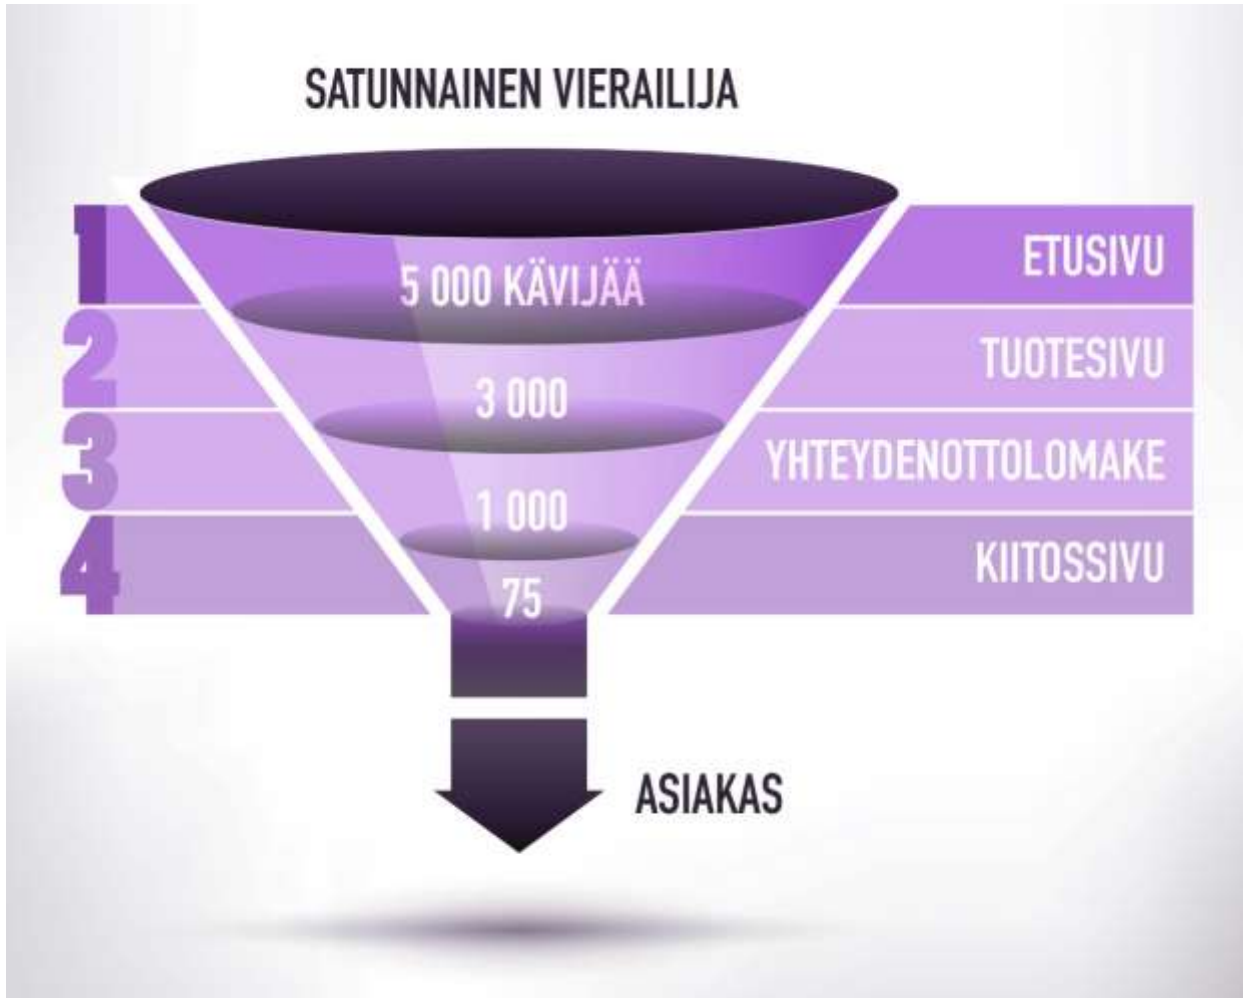 SATUNNAINEN VIERAILIJA
1
5 000 KÄVIJÄÄ
ETUSIVU
2
3 000
TUOTESIVU
3
1 000
YHTEYDENOTTOLOMAKE
4
75
KIITOSSIVU
ASIAKAS